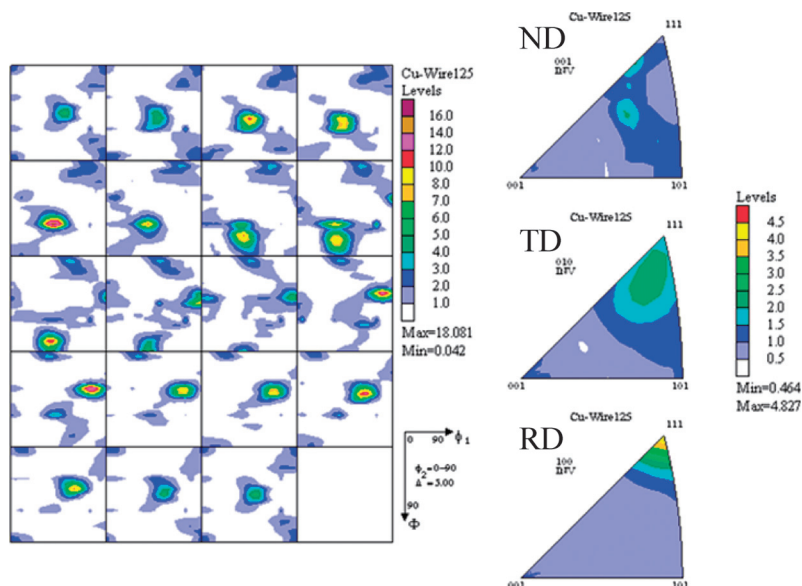 Cu-Wire125
Levels
16.0
14.0
12.0
10.0
8.0
7.0
6.0
5.0
4.0
3.0
2.0
1.0
Max=18.081
Min=0.042
0 90 ϕ₁
ϕ₂=0-90
Δ =5.00
90
Φ
Cu-Wire125
ND
111
001
001
101
Cu-Wire125
TD
111
010
001
101
Cu-Wire125
RD
111
100
001
101
Levels
4.5
4.0
3.5
3.0
2.5
2.0
1.5
1.0
0.5
Min=0.464
Max=4.827